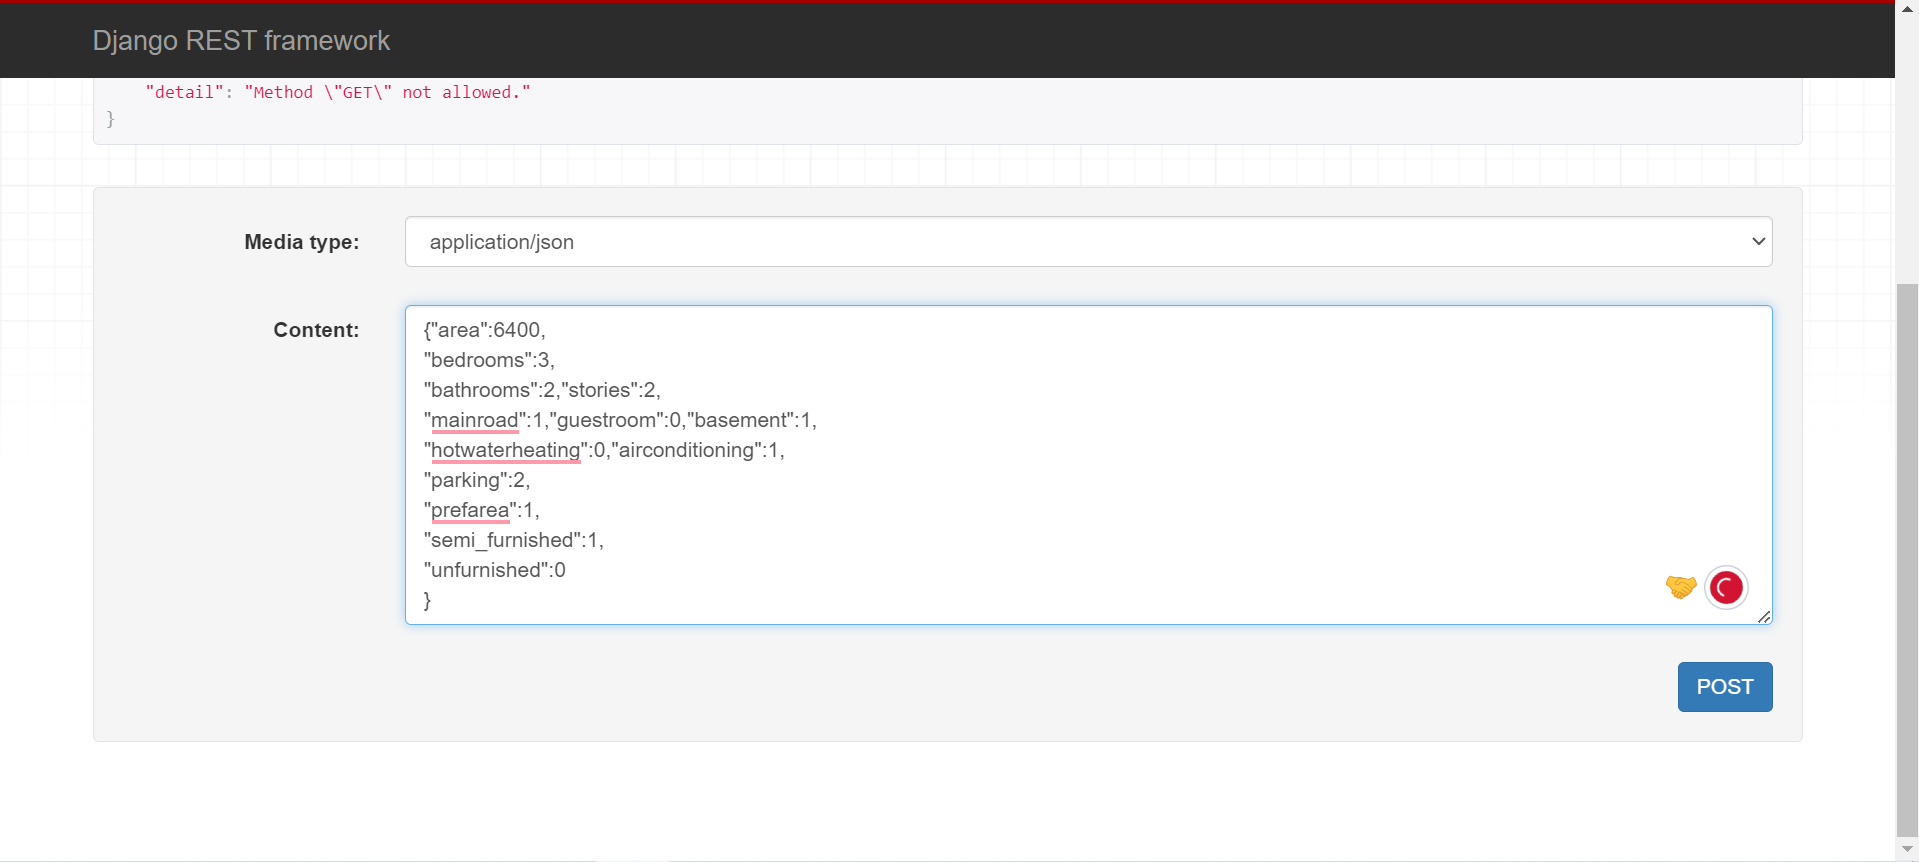 Django REST framework
"detail": "Method \"GET\" not allowed."
}
Media type:
application/json
Content:
{"area":6400,
"bedrooms":3,
"bathrooms":2,"stories":2,
"mainroad":1,"guestroom":0,"basement":1,
"hotwaterheating":0,"airconditioning":1,
"parking":2,
"prefarea":1,
"semi_furnished":1,
"unfurnished":0
}
POST